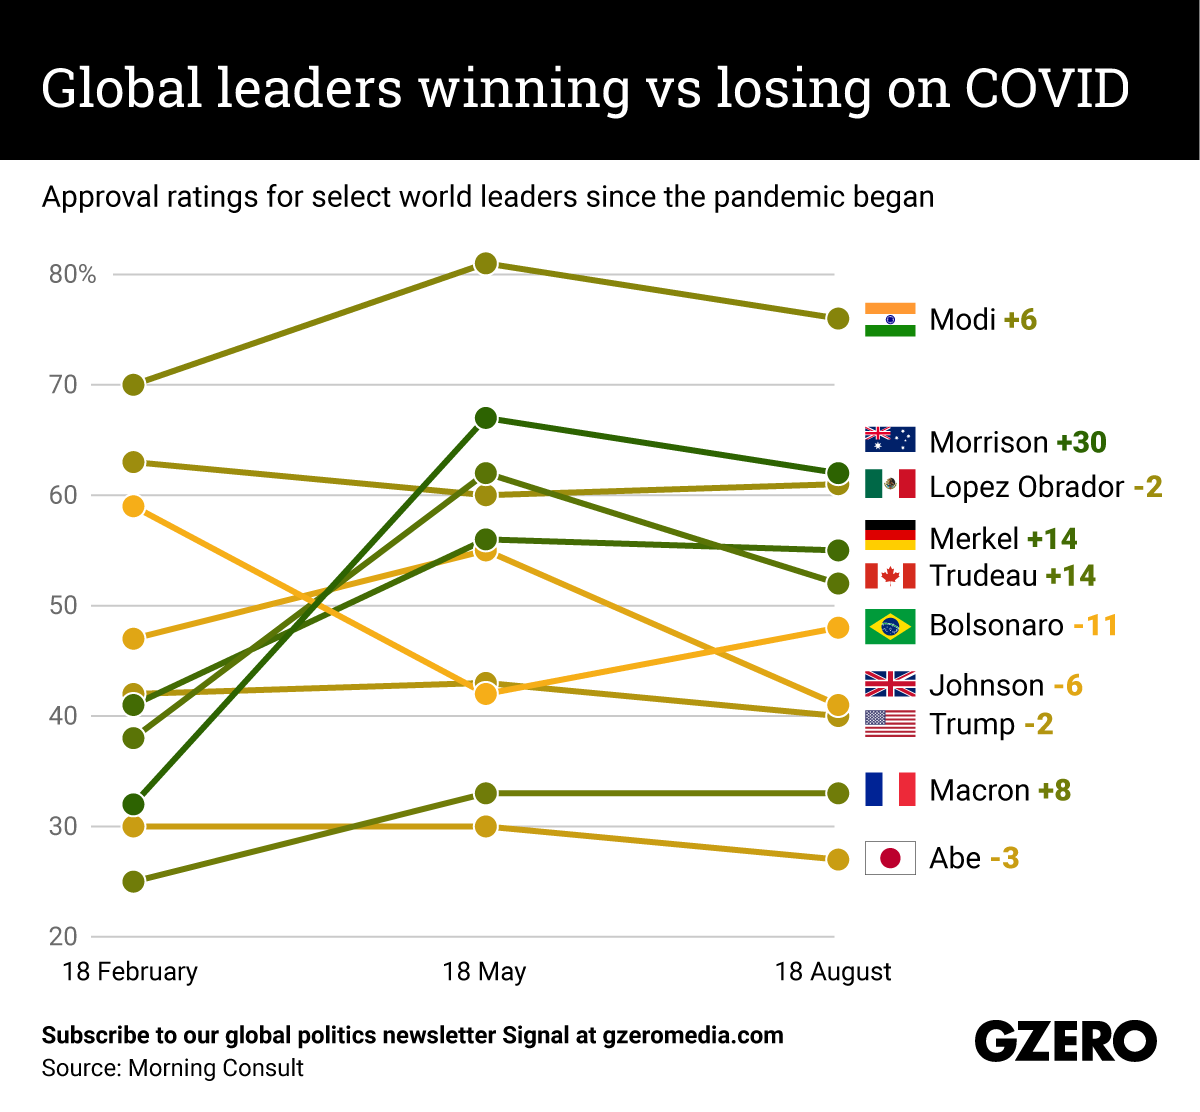 Global leaders winning vs losing on COVID
Approval ratings for select world leaders since the pandemic began
80%
70
60
50
40
30
20
18 February
18 May
18 August
Modi +6
Morrison +30
Lopez Obrador -2
Merkel +14
Trudeau +14
Bolsonaro -11
Johnson -6
Trump -2
Macron +8
Abe -3
Subscribe to our global politics newsletter Signal at gzeromedia.com
Source: Morning Consult
GZERO